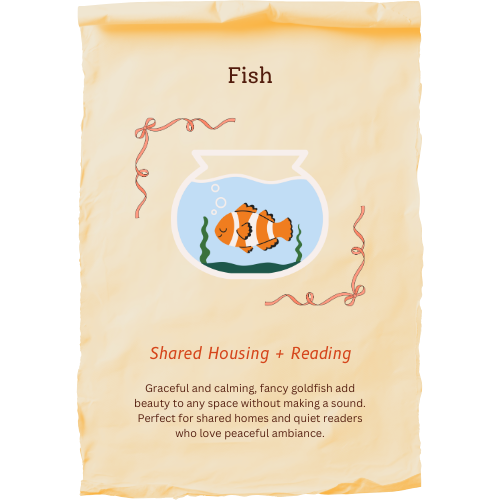 Fish
Shared Housing + Reading
Graceful and calming, fancy goldfish add
beauty to any space without making a sound.
Perfect for shared homes and quiet readers
who love peaceful ambiance.